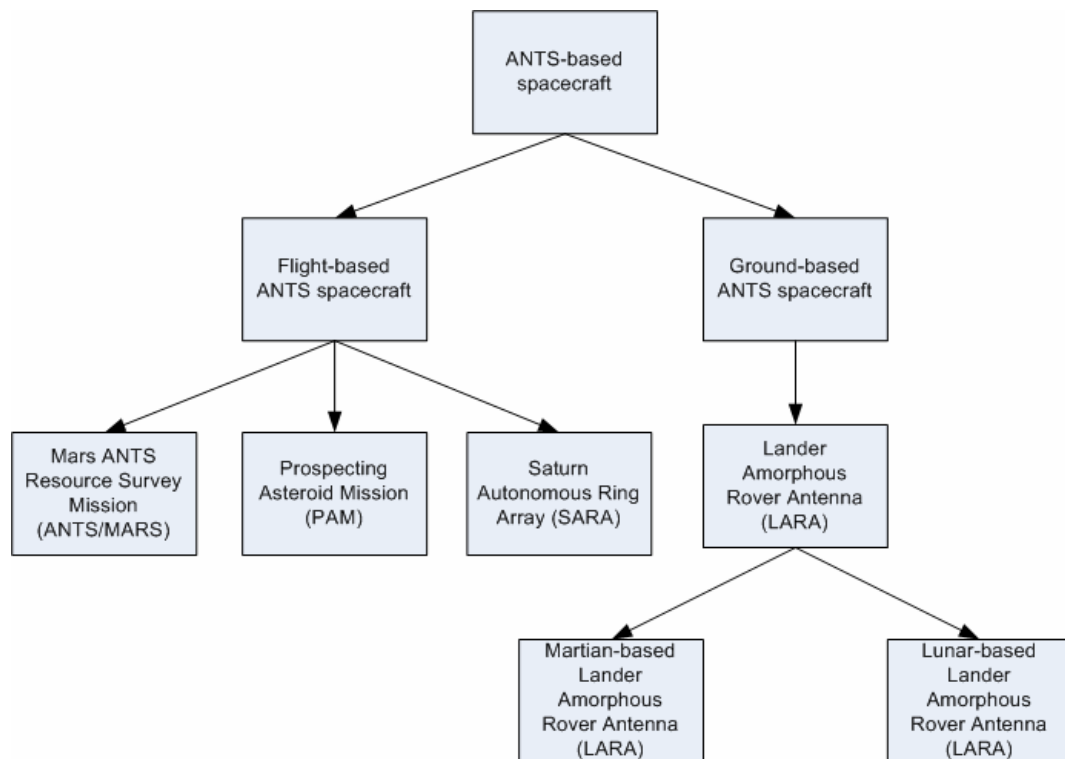 ANTS-based
spacecraft
Flight-based
ANTS spacecraft
Ground-based
ANTS spacecraft
Mars ANTS
Resource Survey
Mission
(ANTS/MARS)
Prospecting
Asteroid Mission
(PAM)
Saturn
Autonomous Ring
Array (SARA)
Lander
Amorphous
Rover Antenna
(LARA)
Martian-based
Lander
Amorphous
Rover Antenna
(LARA)
Lunar-based
Lander
Amorphous
Rover Antenna
(LARA)